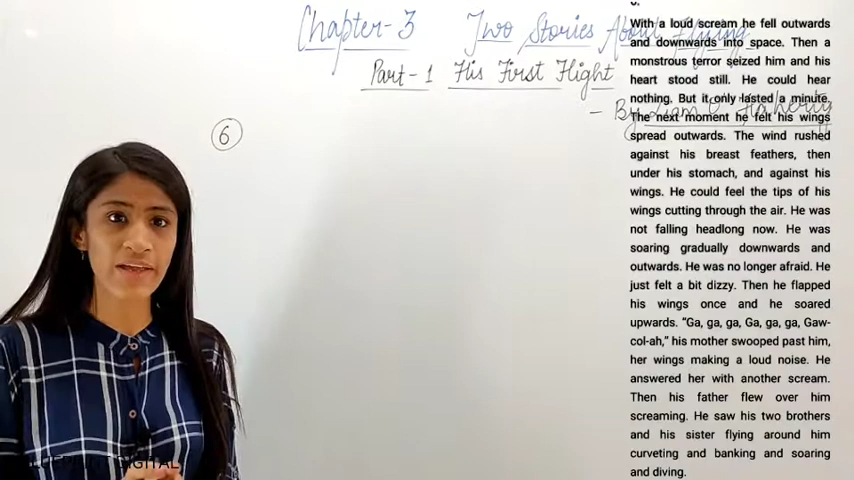 Chapter-3 Two Stories About Flying
Part-1 His First Flight
- By Liam O' Flaherty
6
6.
With a loud scream he fell outwards
and downwards into space. Then a
monstrous terror seized him and his
heart stood still. He could hear
nothing. But it only lasted a minute.
The next moment he felt his wings
spread outwards. The wind rushed
against his breast feathers, then
under his stomach, and against his
wings. He could feel the tips of his
wings cutting through the air. He was
not falling headlong now. He was
soaring gradually downwards and
outwards. He was no longer afraid. He
just felt a bit dizzy. Then he flapped
his wings once and he soared
upwards. "Ga, ga, ga, Ga, ga, ga, Gaw-
col-ah," his mother swooped past him,
her wings making a loud noise. He
answered her with another scream.
Then his father flew over him
screaming. He saw his two brothers
and his sister flying around him
curveting and banking and soaring
and diving.
BLUEPRINT DIGITAL